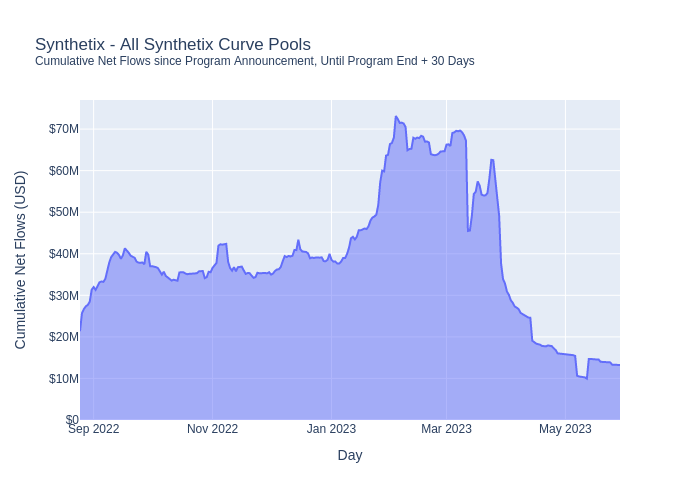 Synthetix - All Synthetix Curve Pools
Cumulative Net Flows since Program Announcement, Until Program End + 30 Days
Cumulative Net Flows (USD)
$70M
$60M
$50M
$40M
$30M
$20M
$10M
$0
Sep 2022 Nov 2022 Jan 2023 Mar 2023 May 2023
Day